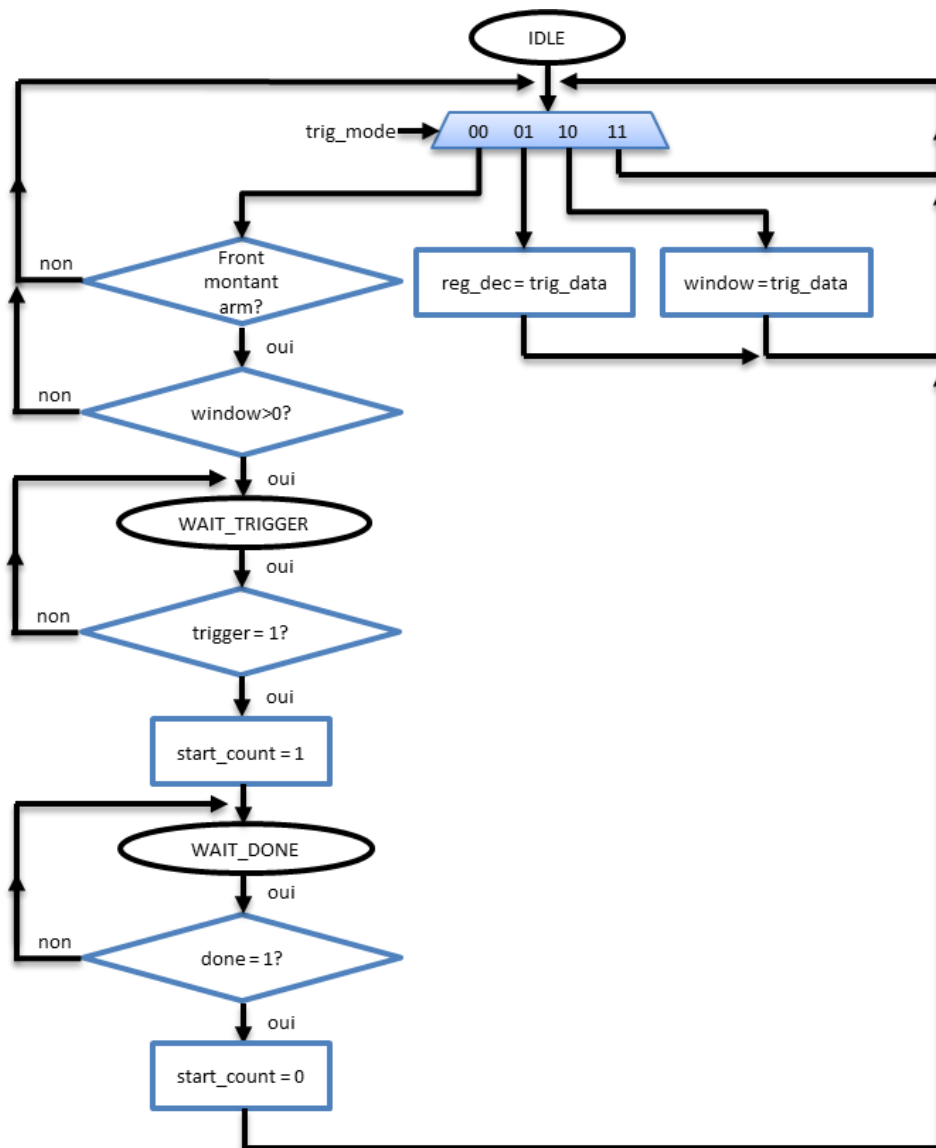 IDLE
trig_mode
00 01 10 11
Front
montant
arm?
non
reg_dec = trig_data
window = trig_data
oui
non
window>0?
oui
WAIT_TRIGGER
oui
non
trigger = 1?
oui
start_count = 1
WAIT_DONE
oui
non
done = 1?
oui
start_count = 0